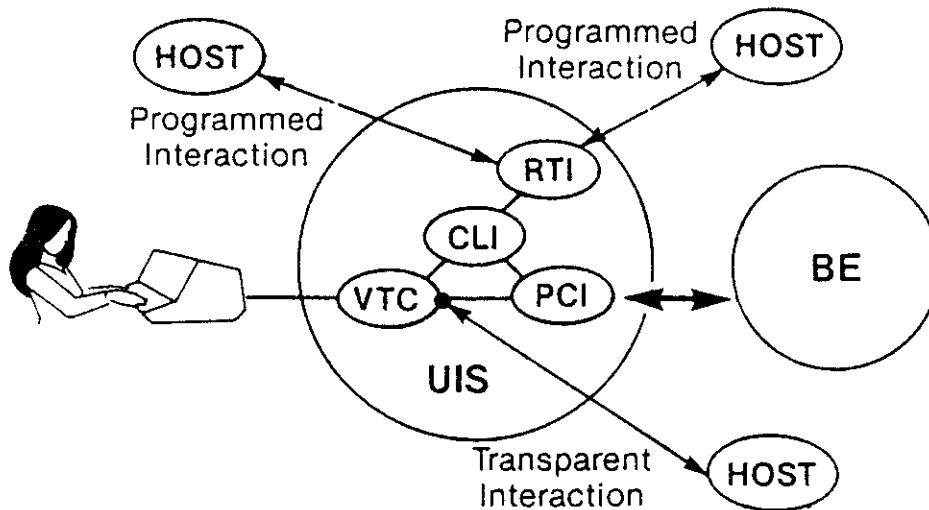 HOST
Programmed
Interaction
HOST
Programmed
Interaction
RTI
CLI
VTC
PCI
BE
UIS
Transparent
Interaction
HOST